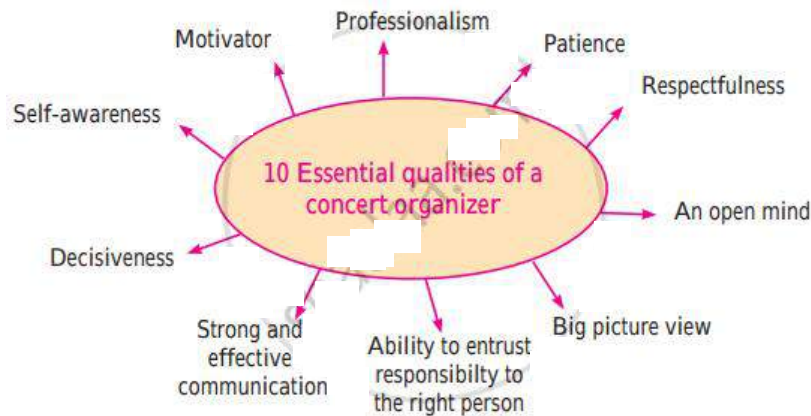 10 Essential qualities of a
concert organizer
Professionalism
Patience
Respectfulness
An open mind
Big picture view
Ability to entrust
responsibilty to
the right person
Strong and
effective
communication
Decisiveness
Self-awareness
Motivator